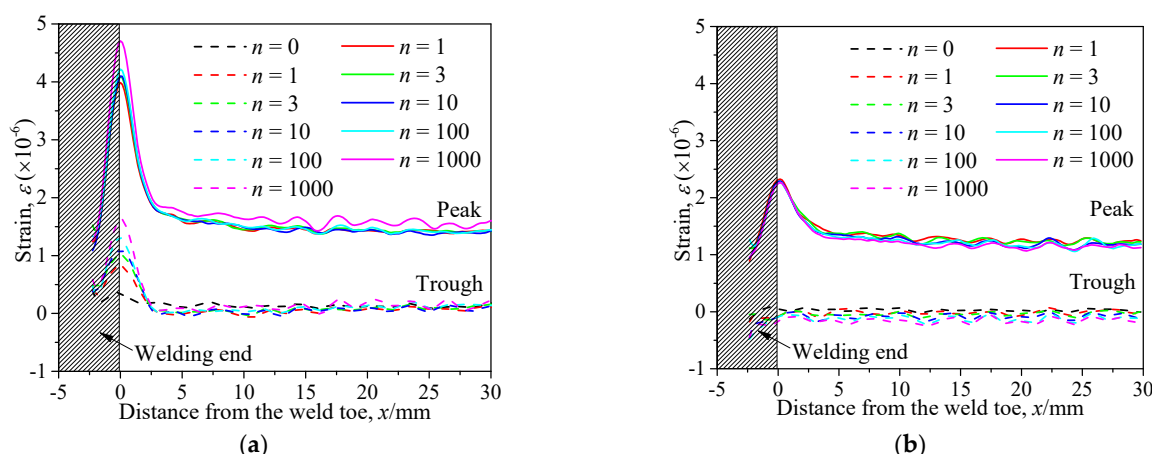 5
4
3
2
1
0
-1
Strain, ε (×10⁻⁶)
n = 0
n = 1
n = 1
n = 3
n = 3
n = 10
n = 10
n = 100
n = 100
n = 1000
n = 1000
Peak
Trough
Welding end
-5 0 5 10 15 20 25 30
Distance from the weld toe, x/mm
(a)
5
4
3
2
1
0
-1
Strain, ε (×10⁻⁶)
n = 0
n = 1
n = 1
n = 3
n = 3
n = 10
n = 10
n = 100
n = 100
n = 1000
n = 1000
Peak
Trough
Welding end
-5 0 5 10 15 20 25 30
Distance from the weld toe, x/mm
(b)